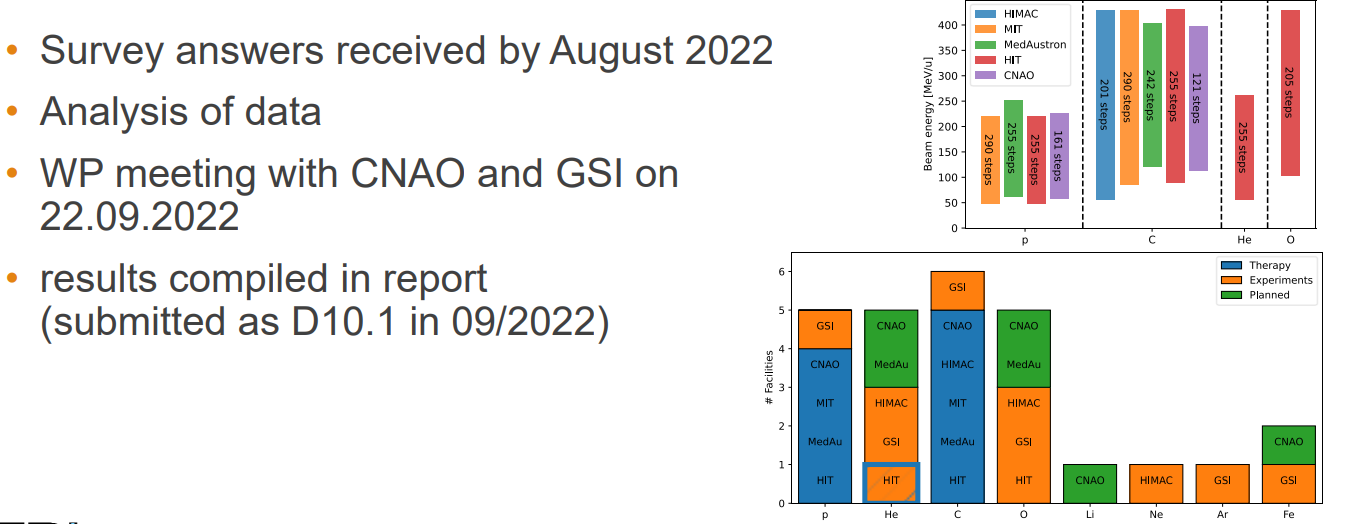 • Survey answers received by August 2022
• Analysis of data
• WP meeting with CNAO and GSI on
22.09.2022
• results compiled in report
(submitted as D10.1 in 09/2022)
HIMAC
MIT
MedAustron
HIT
CNAO
Beam energy [MeV/u]
400
350
300
250
200
150
100
50
0
290 steps
255 steps
255 steps
161 steps
201 steps
290 steps
242 steps
255 steps
121 steps
255 steps
205 steps
p C He O
Therapy
Experiments
Planned
# Facilities
6
5
4
3
2
1
0
GSI
CNAO
MIT
MedAu
HIT
CNAO
MedAu
HIMAC
GSI
HIT
GSI
CNAO
HIMAC
MIT
MedAu
HIT
CNAO
MedAu
HIMAC
GSI
HIT
CNAO
HIMAC
GSI
CNAO
GSI
p He C O Li Ne Ar Fe